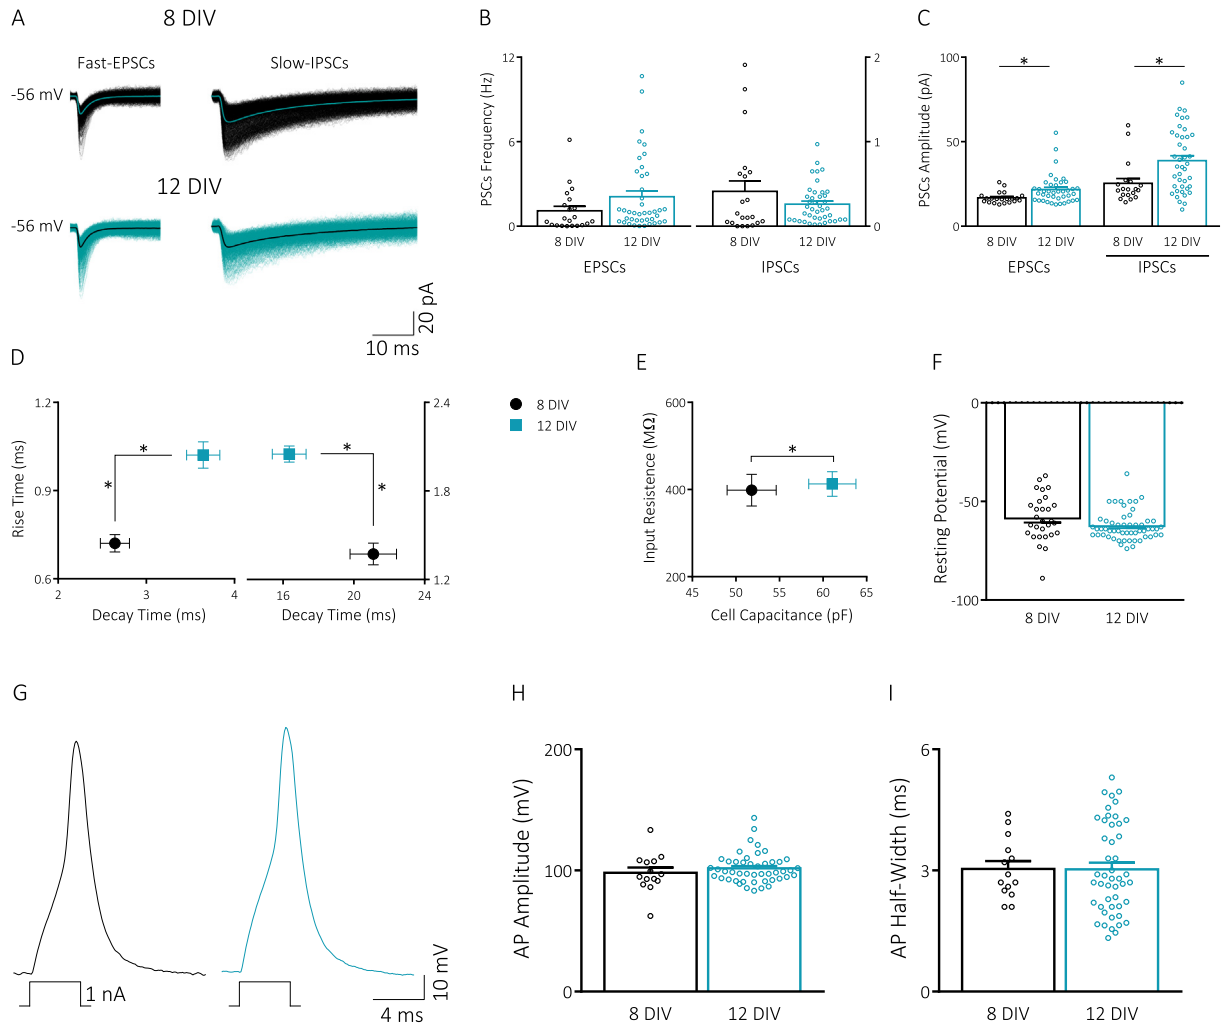 A
8 DIV
Fast-EPSCs
Slow-IPSCs
-56 mV
12 DIV
-56 mV
20 pA
10 ms
B
PSCs Frequency (Hz)
12
6
0
2
1
0
8 DIV
12 DIV
8 DIV
12 DIV
EPSCs
IPSCs
C
PSCs Amplitude (pA)
100
50
0
*
*
8 DIV
12 DIV
8 DIV
12 DIV
EPSCs
IPSCs
D
Rise Time (ms)
1.2
0.9
0.6
2.4
1.8
1.2
*
*
*
*
2
3
4
16
20
24
Decay Time (ms)
Decay Time (ms)
8 DIV
12 DIV
E
Input Resistence (MΩ)
600
400
200
*
45
50
55
60
65
Cell Capacitance (pF)
F
Resting Potential (mV)
0
-50
-100
8 DIV
12 DIV
G
1 nA
10 mV
4 ms
H
AP Amplitude (mV)
200
100
0
8 DIV
12 DIV
I
AP Half-Width (ms)
6
3
0
8 DIV
12 DIV